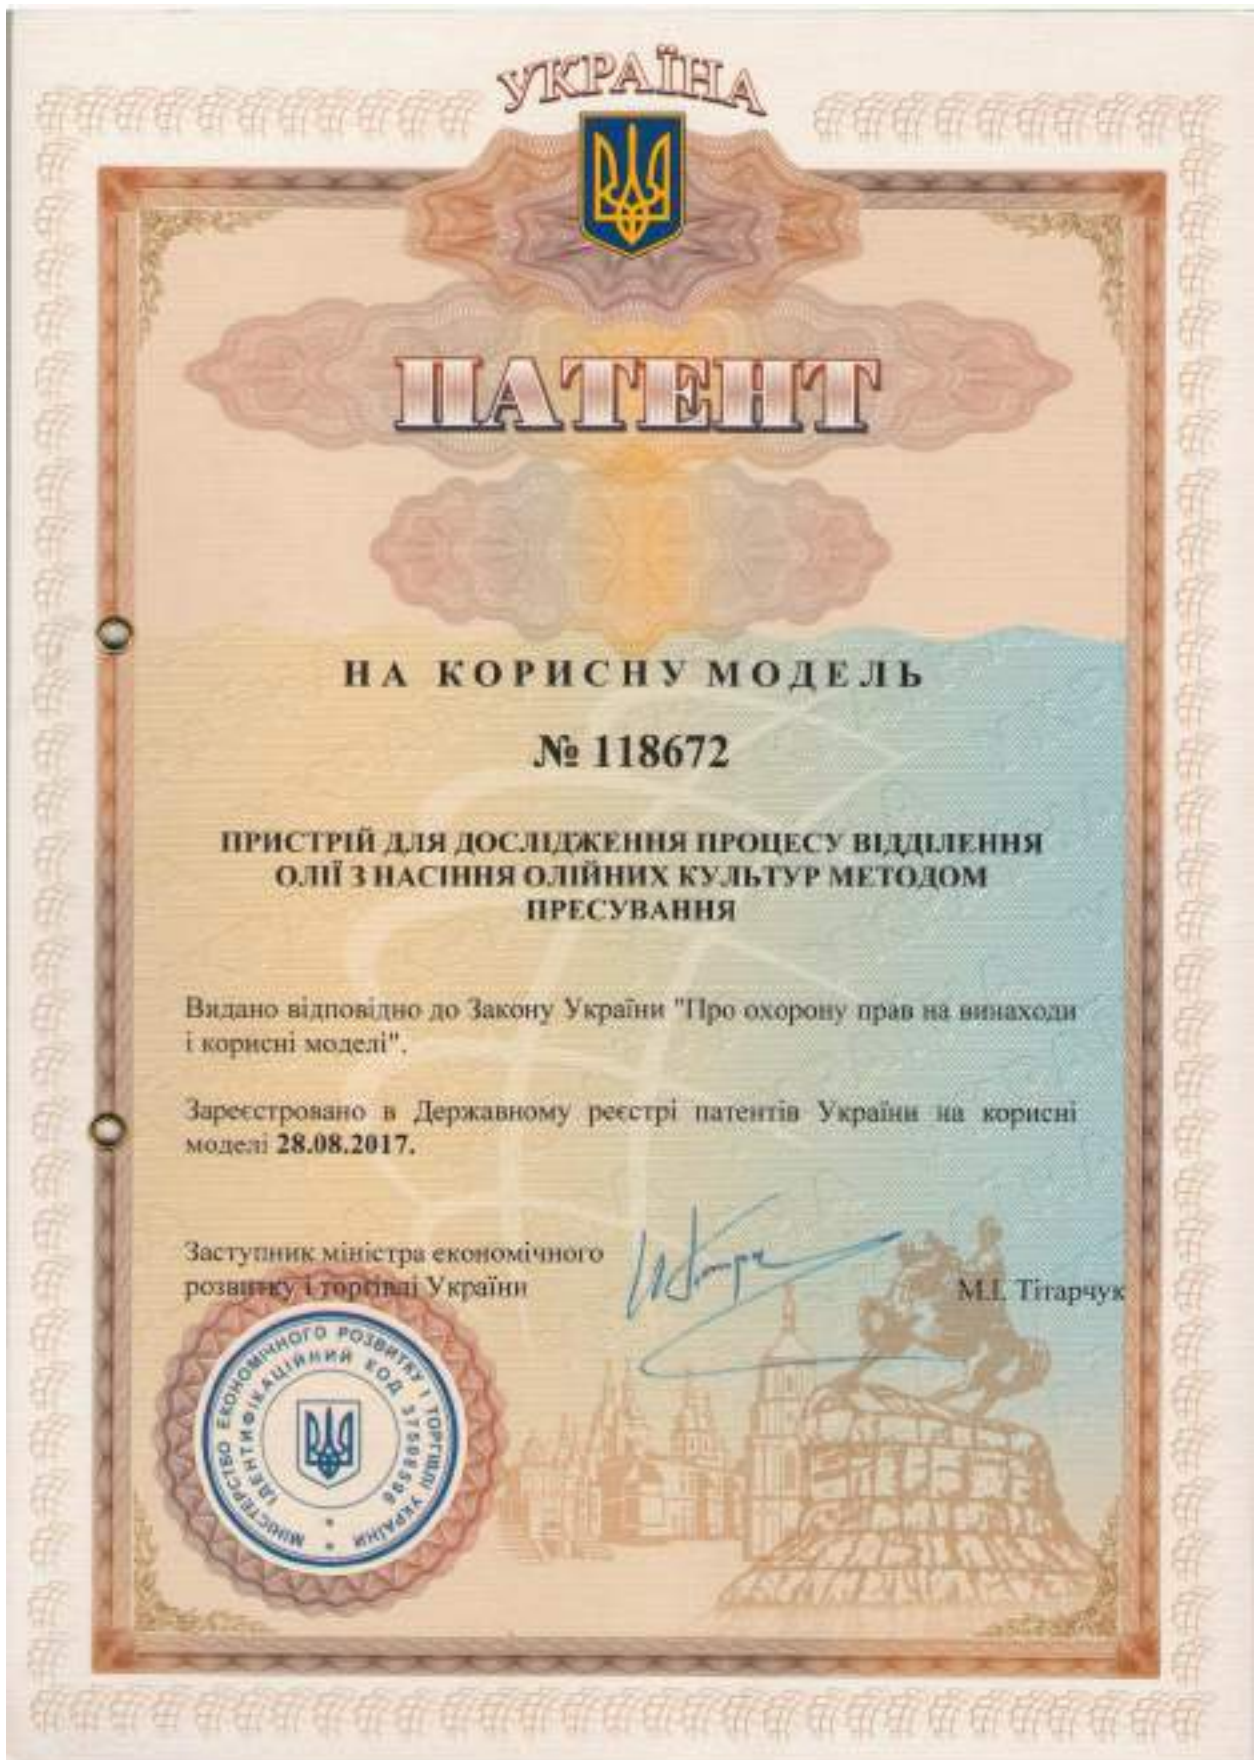 УКРАЇНА
ПАТЕНТ
НА КОРИСНУ МОДЕЛЬ
№ 118672
ПРИСТРІЙ ДЛЯ ДОСЛІДЖЕННЯ ПРОЦЕСУ ВІДДІЛЕННЯ
ОЛІЇ З НАСІННЯ ОЛІЙНИХ КУЛЬТУР МЕТОДОМ
ПРЕСУВАННЯ
Видано відповідно до Закону України "Про охорону прав на винаходи
і корисні моделі".
Зареєстровано в Державному реєстрі патентів України на корисні
моделі 28.08.2017.
Заступник міністра економічного
розвитку і торгівлі України
М.І. Тітарчук
МІНІСТЕРСТВО ЕКОНОМІЧНОГО РОЗВИТКУ І ТОРГІВЛІ УКРАЇНИ
ІДЕНТИФІКАЦІЙНИЙ КОД 37508596